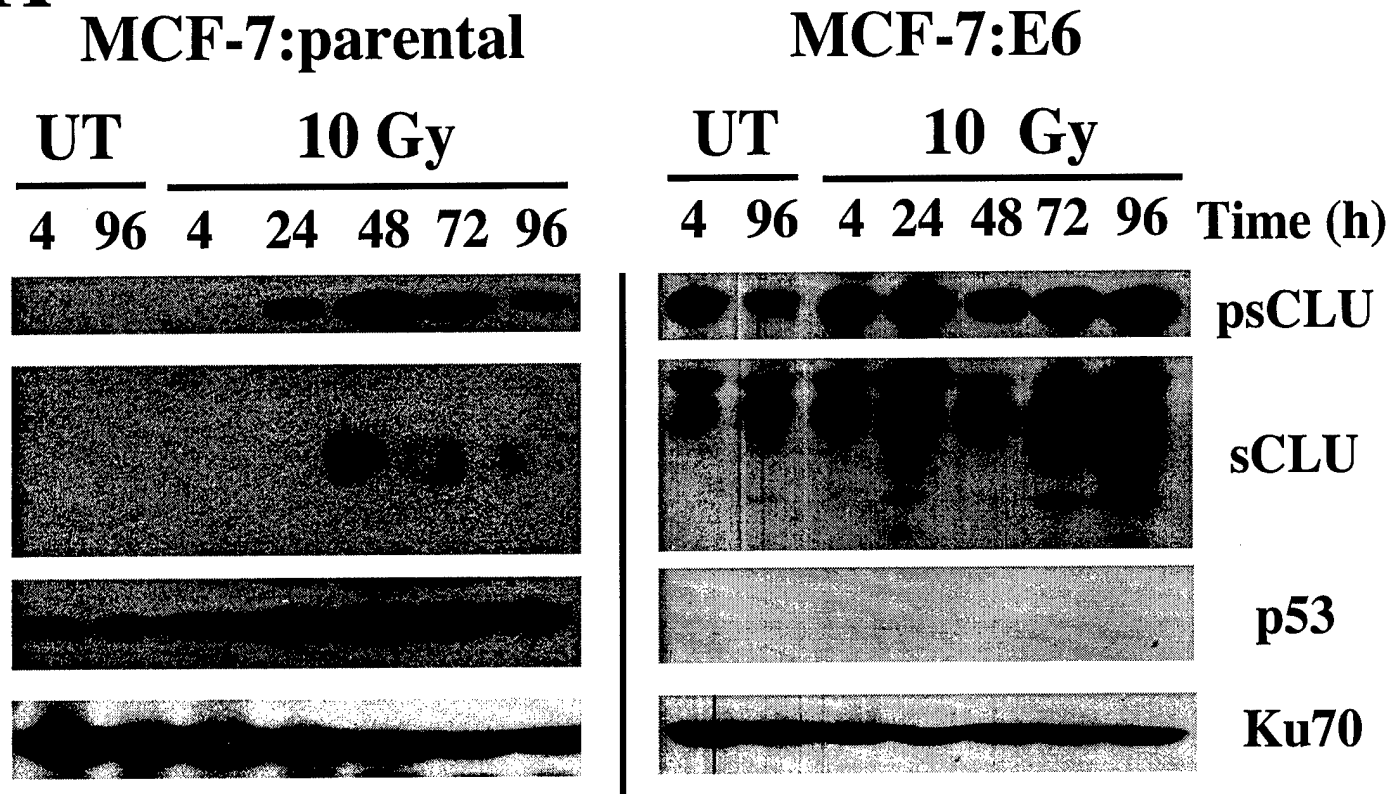 MCF-7:parental MCF-7:E6
UT 10 Gy UT 10 Gy
4 96 4 24 48 72 96 4 96 4 24 48 72 96 Time (h)
psCLU
sCLU
p53
Ku70